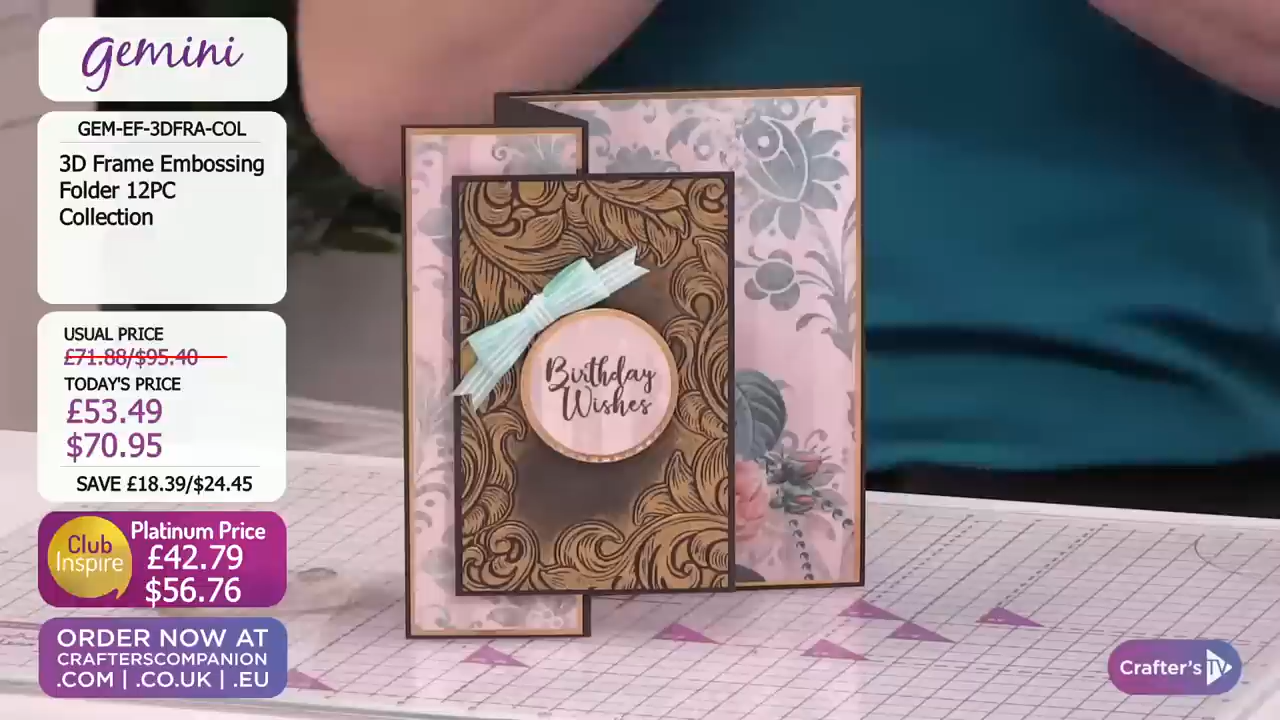 gemini
GEM-EF-3DFRA-COL
3D Frame Embossing
Folder 12PC
Collection
USUAL PRICE
£71.88/$95.40
TODAY'S PRICE
£53.49
$70.95
SAVE £18.39/$24.45
Club
Inspire
Platinum Price
£42.79
$56.76
ORDER NOW AT
CRAFTERSCOMPANION
.COM | .CO.UK | .EU
Birthday
Wishes
Crafter's TV